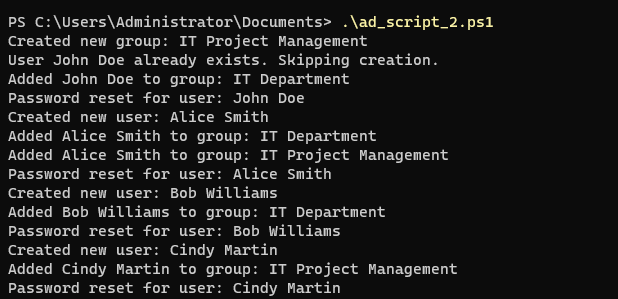 PS C:\Users\Administrator\Documents> .\ad_script_2.ps1
Created new group: IT Project Management
User John Doe already exists. Skipping creation.
Added John Doe to group: IT Department
Password reset for user: John Doe
Created new user: Alice Smith
Added Alice Smith to group: IT Department
Added Alice Smith to group: IT Project Management
Password reset for user: Alice Smith
Created new user: Bob Williams
Added Bob Williams to group: IT Department
Password reset for user: Bob Williams
Created new user: Cindy Martin
Added Cindy Martin to group: IT Project Management
Password reset for user: Cindy Martin